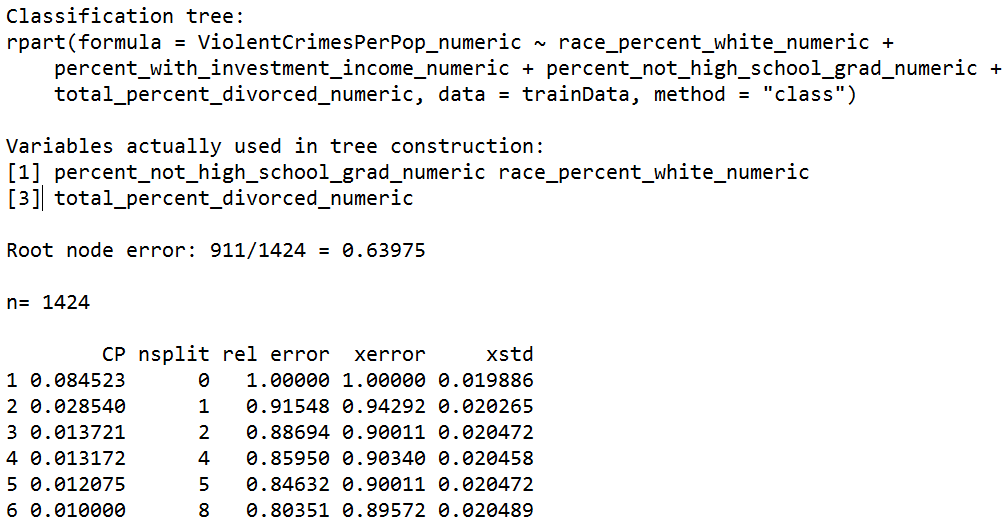 Classification tree:
rpart(formula = ViolentCrimesPerPop_numeric ~ race_percent_white_numeric +
    percent_with_investment_income_numeric + percent_not_high_school_grad_numeric +
    total_percent_divorced_numeric, data = trainData, method = "class")

Variables actually used in tree construction:
[1] percent_not_high_school_grad_numeric race_percent_white_numeric
[3] total_percent_divorced_numeric

Root node error: 911/1424 = 0.63975

n= 1424

        CP nsplit rel error  xerror     xstd
1 0.084523      0   1.00000 1.00000 0.019886
2 0.028540      1   0.91548 0.94292 0.020265
3 0.013721      2   0.88694 0.90011 0.020472
4 0.013172      4   0.85950 0.90340 0.020458
5 0.012075      5   0.84632 0.90011 0.020472
6 0.010000      8   0.80351 0.89572 0.020489